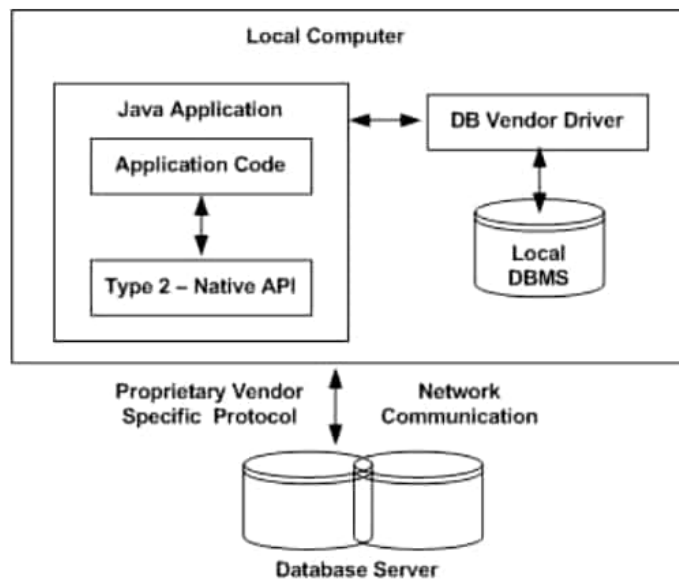 Local Computer
Java Application
DB Vendor Driver
Application Code
Local
DBMS
Type 2 – Native API
Proprietary Vendor
Specific Protocol
Network
Communication
Database Server